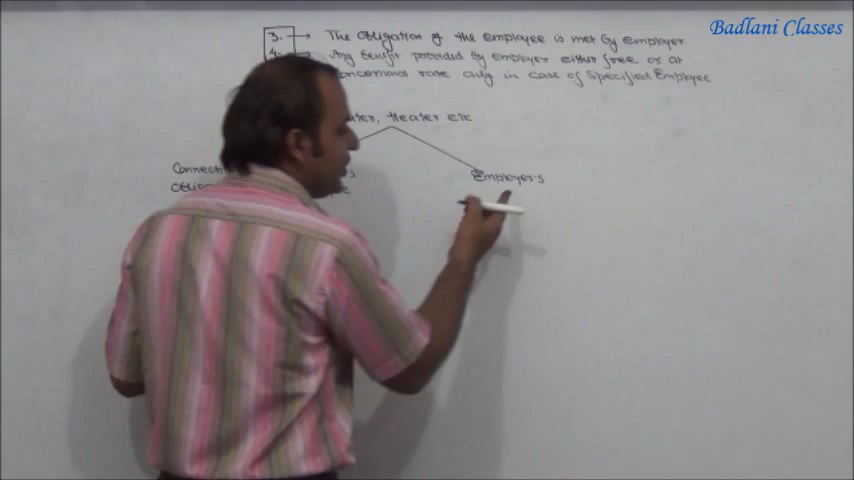 Badlani Classes
3. → The obligation of the employee is met by employer.
4. → Any benefit provided by employer either free or at
concessional rate only in case of specified Employee
Heater etc
Employer's